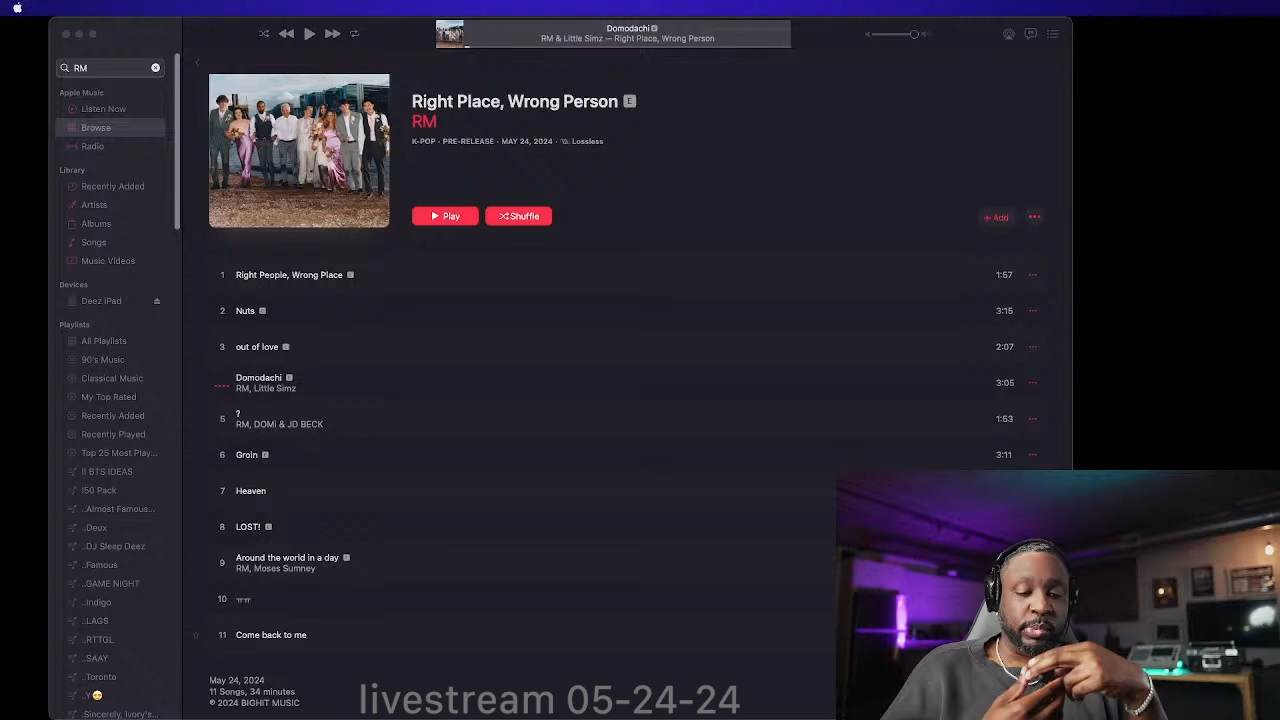 Domodachi E
RM & Little Simz — Right Place, Wrong Person
RM
Apple Music
Listen Now
Browse
Radio
Library
Recently Added
Artists
Albums
Songs
Music Videos
Devices
Deez iPad
Playlists
All Playlists
90's Music
Classical Music
My Top Rated
Recently Added
Recently Played
Top 25 Most Play...
!! BTS IDEAS
!50 Pack
..Almost Famous...
..Deux
..DJ Sleep Deez
..Famous
..GAME NIGHT
..Indigo
..LAGS
..RTTGL
..SAAY
..Toronto
..Y😍
.Sincerely, Ivory's...
Right Place, Wrong Person E
RM
K-POP · PRE-RELEASE · MAY 24, 2024 · Lossless
Play
Shuffle
+ Add
1 Right People, Wrong Place E 1:57
2 Nuts E 3:15
3 out of love E 2:07
Domodachi E 3:05
RM, Little Simz
5 ? 1:53
RM, DOMi & JD BECK
6 Groin E 3:11
7 Heaven
8 LOST! E
9 Around the world in a day E
RM, Moses Sumney
10 ㅠㅠ
11 Come back to me
May 24, 2024
11 Songs, 34 minutes
℗ 2024 BIGHIT MUSIC
livestream 05-24-24